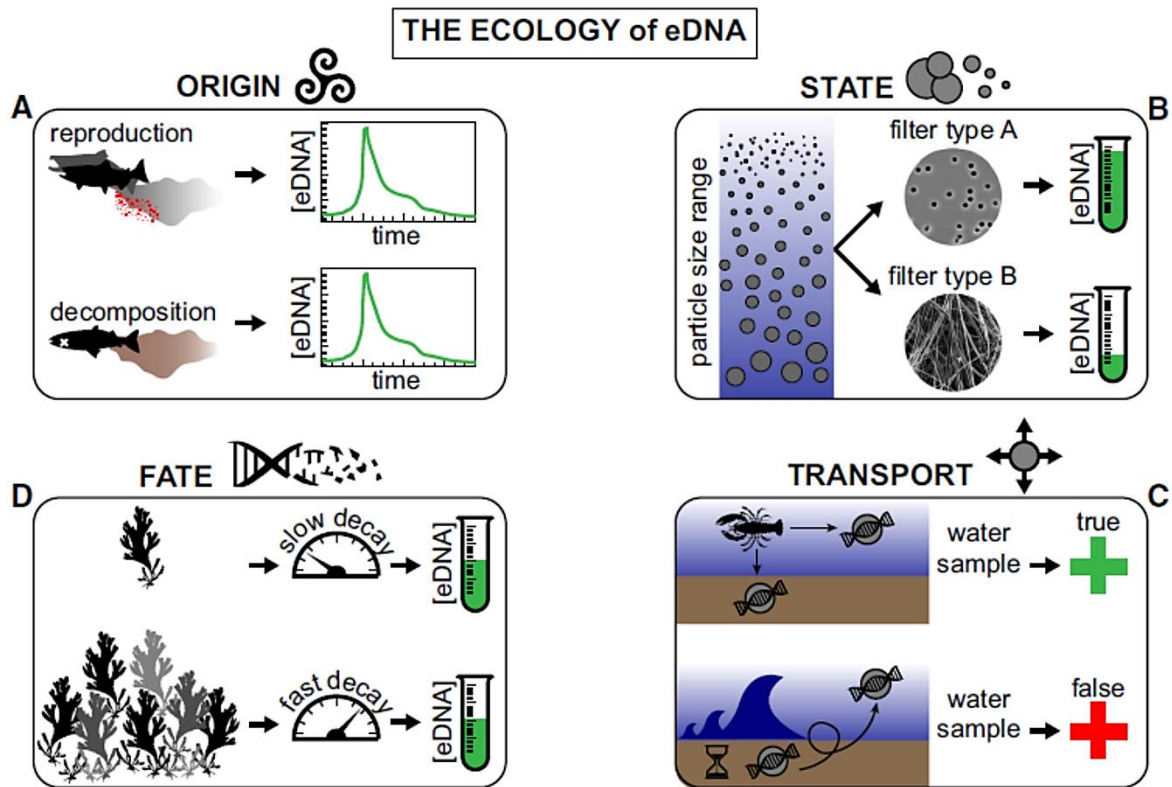 THE ECOLOGY of eDNA
ORIGIN
A
reproduction
[eDNA]
time
decomposition
[eDNA]
time
STATE
B
particle size range
filter type A
[eDNA]
filter type B
[eDNA]
FATE
D
slow decay
[eDNA]
fast decay
[eDNA]
TRANSPORT
C
water
sample
true
water
sample
false